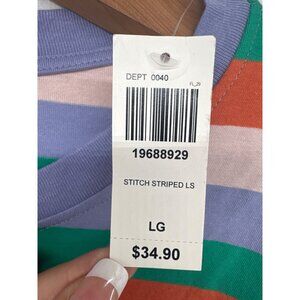 DEPT 0040
FL_29
19688929
STITCH STRIPED LS
LG
$34.90